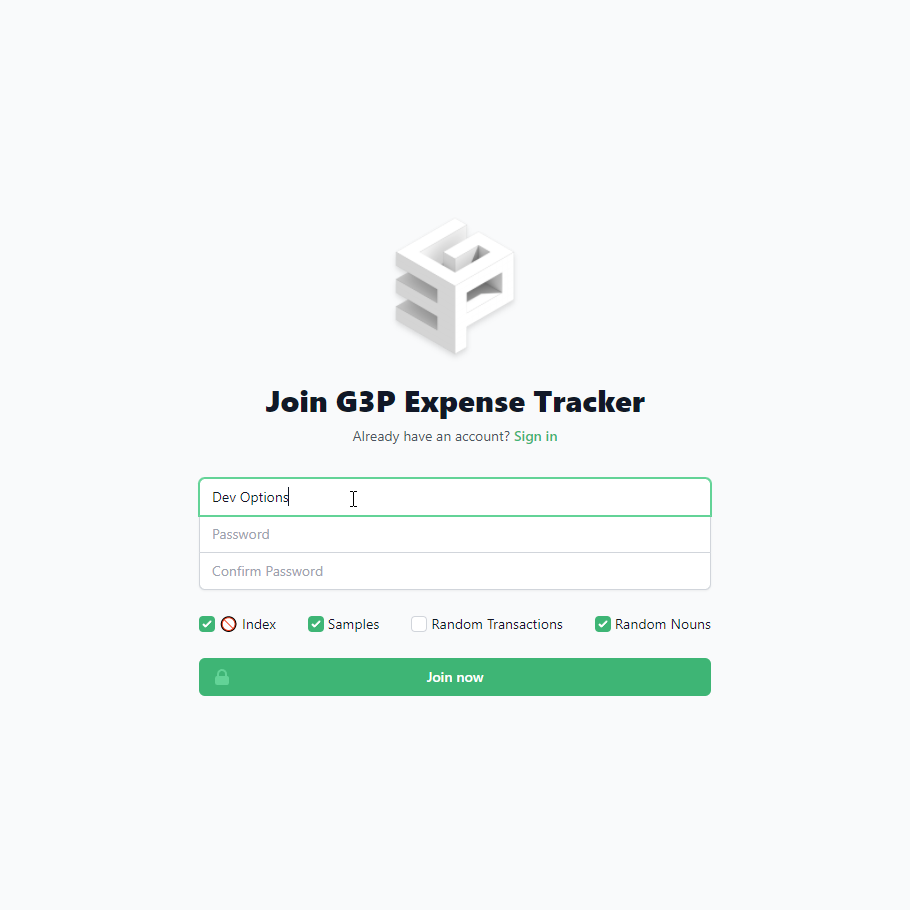 Join G3P Expense Tracker
Already have an account? Sign in
Dev Options
Password
Confirm Password
🚫 Index Samples Random Transactions Random Nouns
Join now